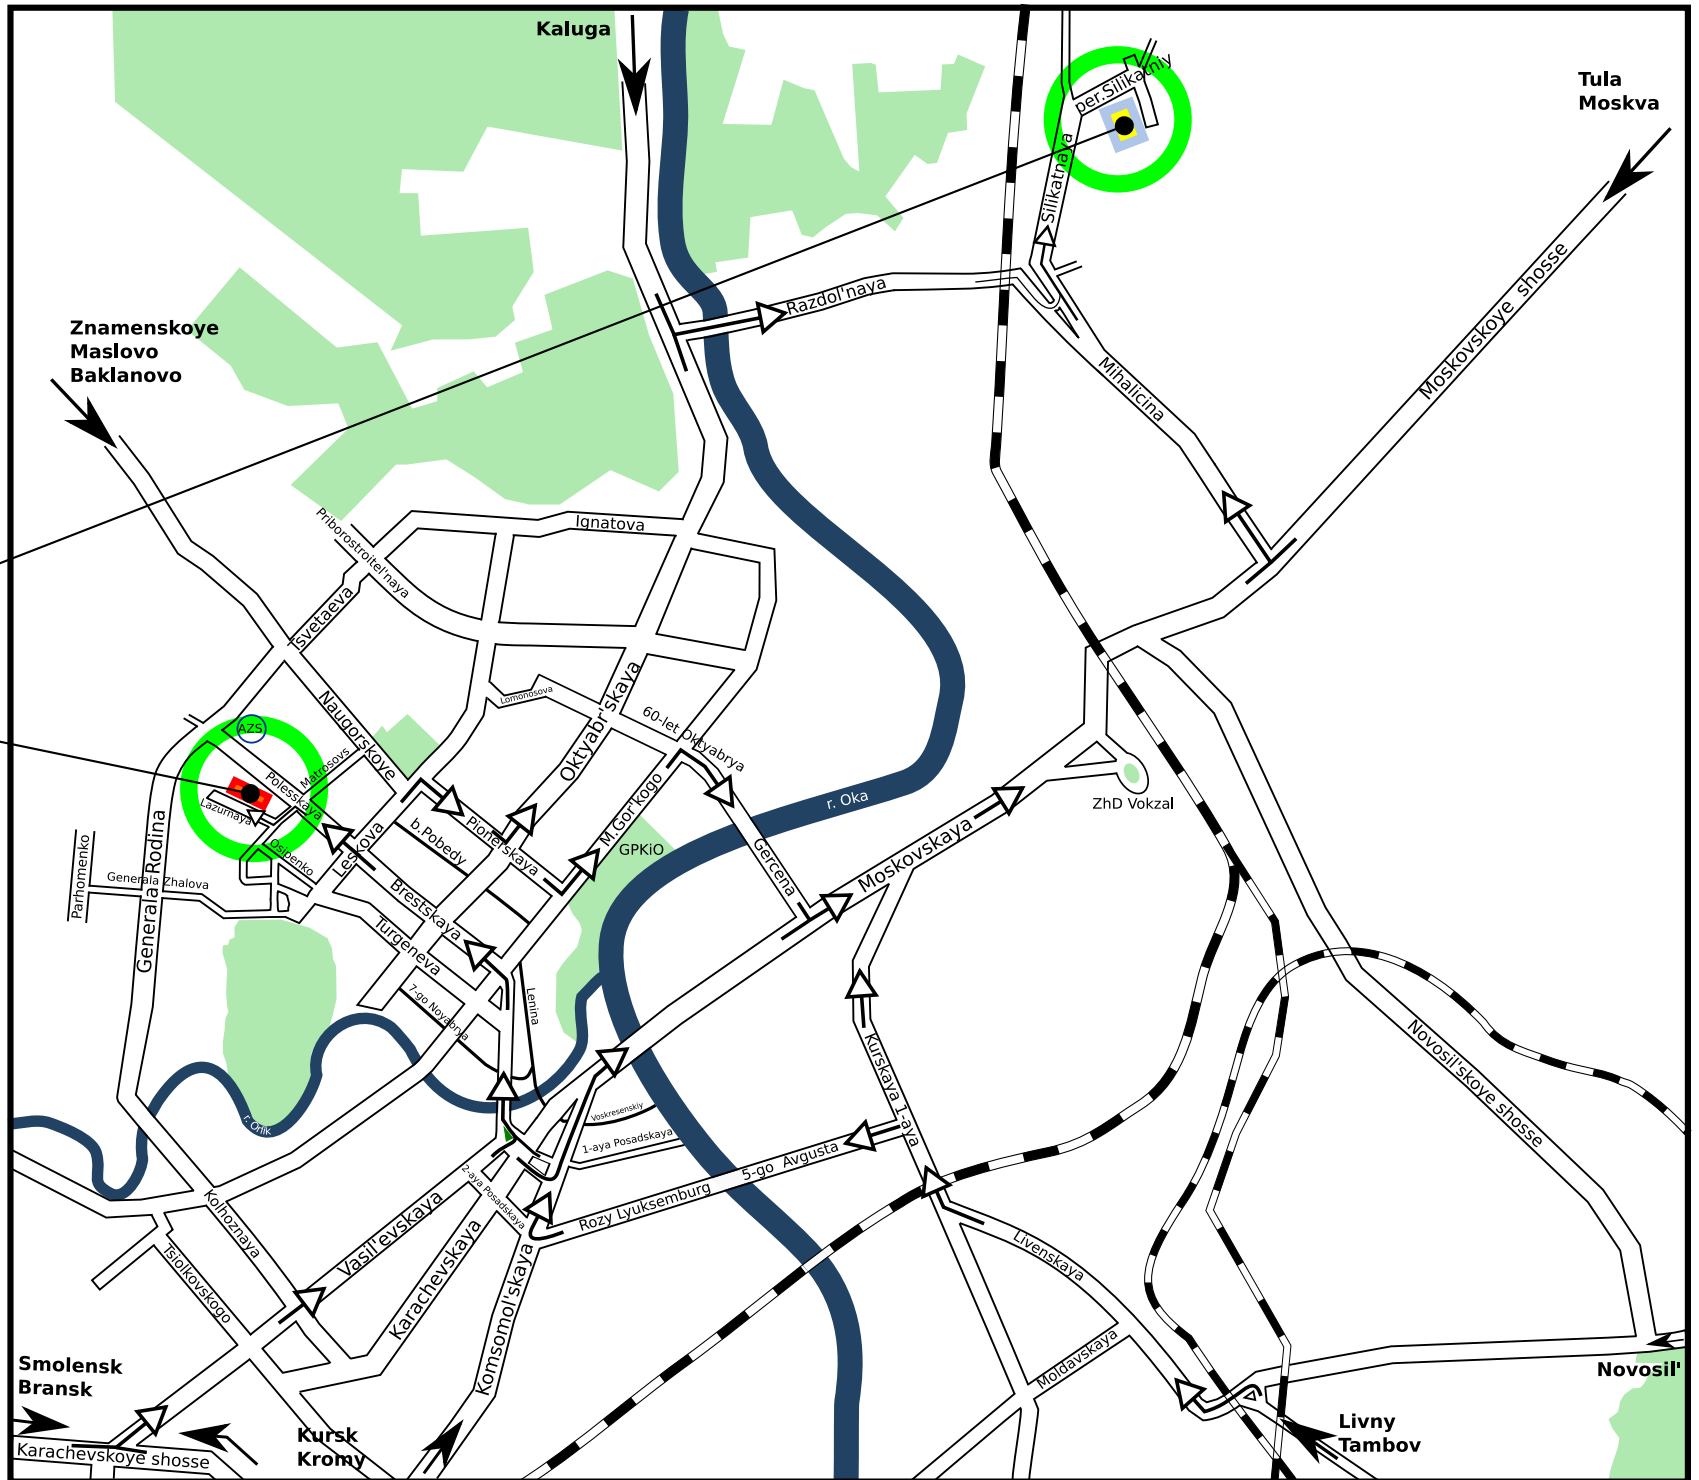 Kaluga
Tula
Moskva
per.Silikatniy
Silikatnaya
Razdol'naya
Moskovskoye shosse
Mihalicina
Znamenskoye
Maslovo
Baklanovo
Ignatova
Priborostroitel'naya
Tsvetaeva
Naugorskoye
Lomonosova
Oktyabr'skaya
60-let Oktyabrya
AZS
Matrosovs
Polesskaya
Lazurnaya
Osipenko
Leskova
b.Pobedy
Pionerskaya
M.Gor'kogo
GPKiO
r. Oka
Gercena
Moskovskaya
ZhD Vokzal
Parhomenko
Generala Zhalova
Generala Rodina
Brestskaya
Turgeneva
7-go Noyabrya
Lenina
Kurskaya 1-aya
Novosil'skoye shosse
r. Orlik
Voskresenskiy
1-aya Posadskaya
2-aya Posadskaya
5-go Avgusta
Rozy Lyuksemburg
Kolhoznaya
Tsiolkovskogo
Vasil'evskaya
Karachevskaya
Komsomol'skaya
Livenskaya
Moldavskaya
Smolensk
Bransk
Karachevskoye shosse
Kursk
Kromy
Novosil'
Livny
Tambov